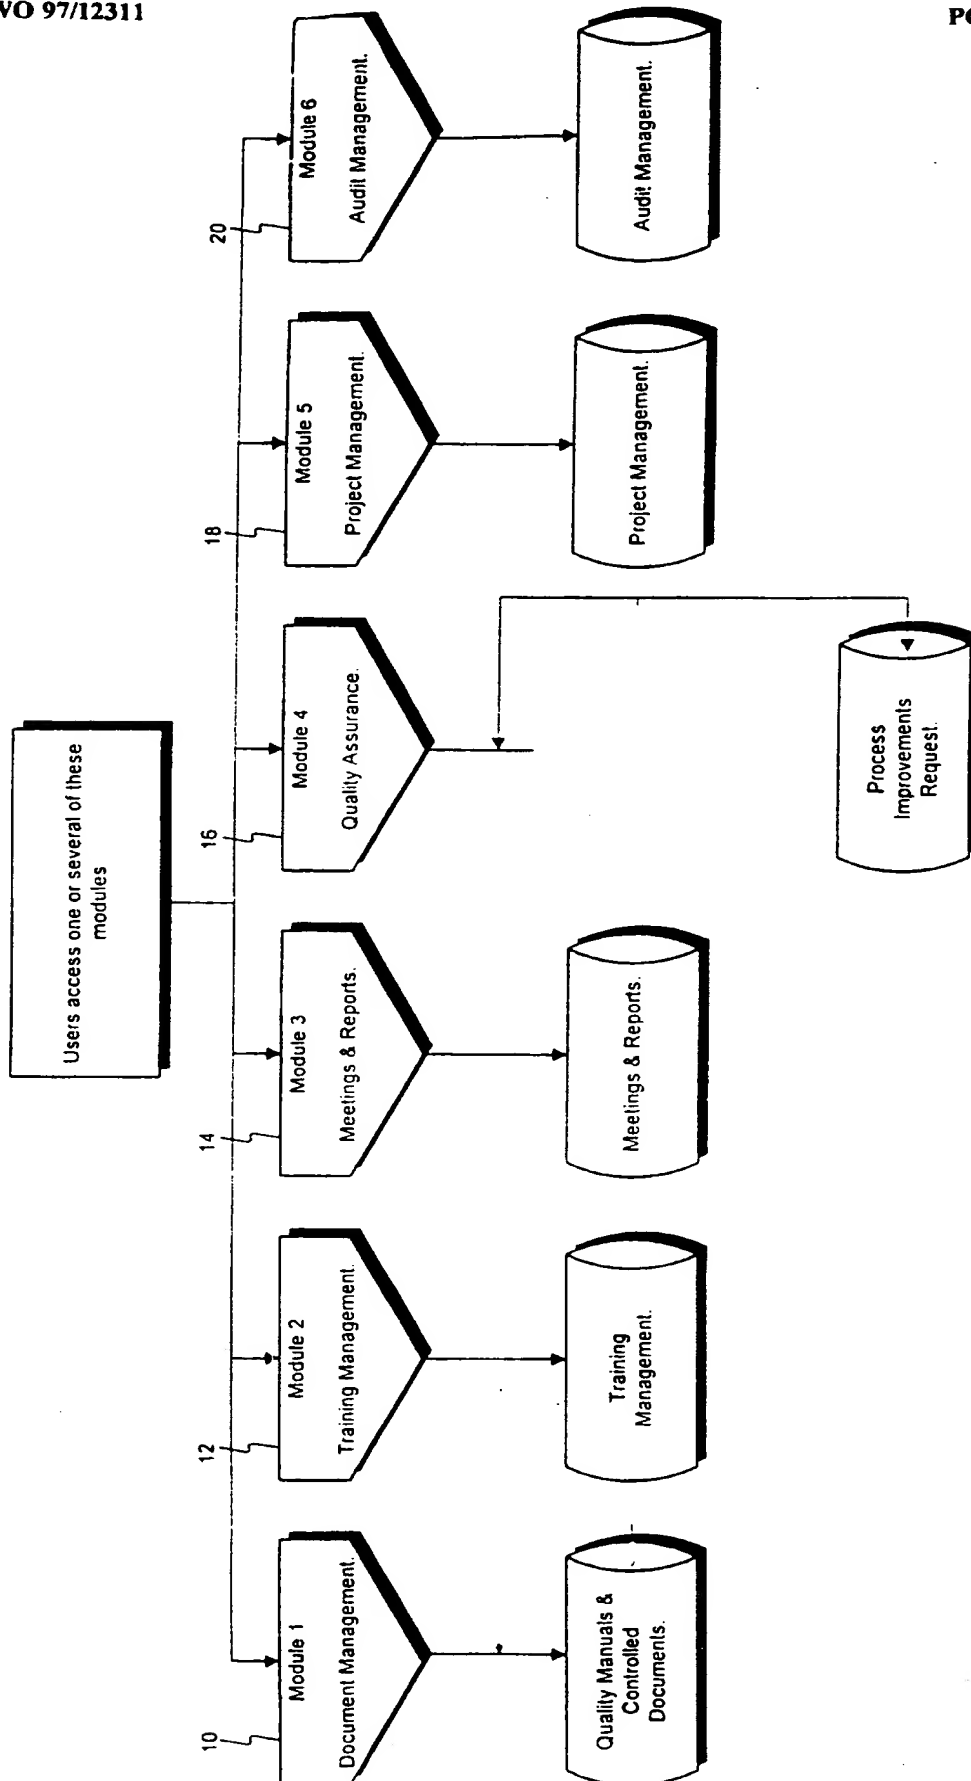 WO 97/12311
Users access one or several of these
modules
10
Module 1
Document Management.
12
Module 2
Training Management.
14
Module 3
Meetings & Reports.
16
Module 4
Quality Assurance.
18
Module 5
Project Management.
20
Module 6
Audit Management.
Quality Manuals &
Controlled
Documents.
Training
Management.
Meetings & Reports.
Process
Improvements
Request.
Project Management.
Audit Management.